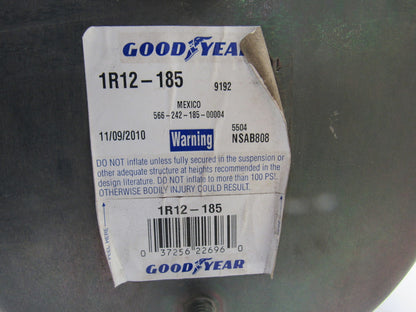 GOODYEAR
1R12-185 9192
MEXICO
566-242-185-00004
11/09/2010 Warning 5504 NSAB808
DO NOT inflate unless fully secured in the suspension or
other adequate structure at heights recommended in the
design literature. DO NOT inflate to more than 100 PSI.
OTHERWISE BODILY INJURY COULD RESULT.
PEEL HERE
1R12-185
0 37256 22696 0
GOODYEAR